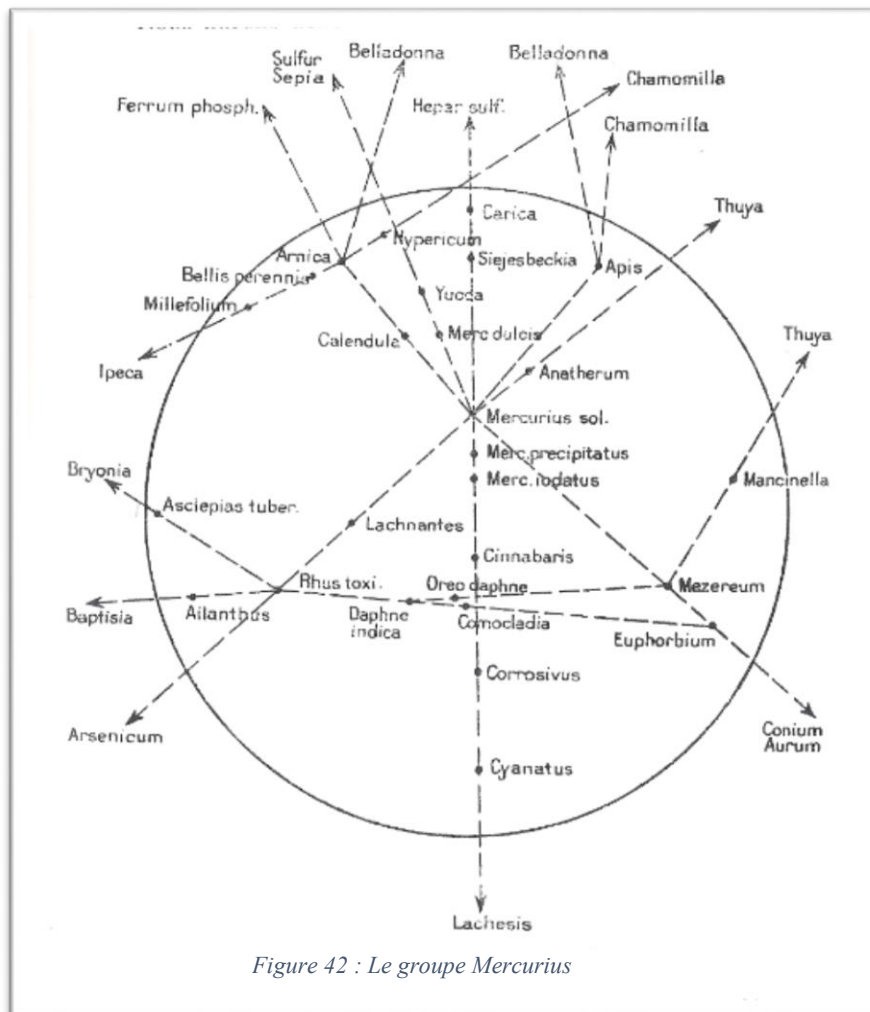 Belladonna
Belladonna
Sulfur
Sepia
Chamomilla
Ferrum phosph.
Hepar sulf.
Chamomilla
Thuya
Carica
Hypericum
Arnica
Siejesbeckia
Apis
Bellis perennia
Yucca
Millefolium
Calendula
Merc dulcis
Thuya
Ipeca
Anatherum
Mercurius sol.
Merc. precipitatus
Bryonia
Merc. iodatus
Mancinella
Asclepias tuber.
Lachnantes
Cinnabaris
Rhus toxi.
Oreo daphne
Mezereum
Baptisia
Ailanthus
Daphne
indica
Comocladia
Euphorbium
Corrosivus
Arsenicum
Conium
Aurum
Cyanatus
Lachesis
Figure 42 : Le groupe Mercurius